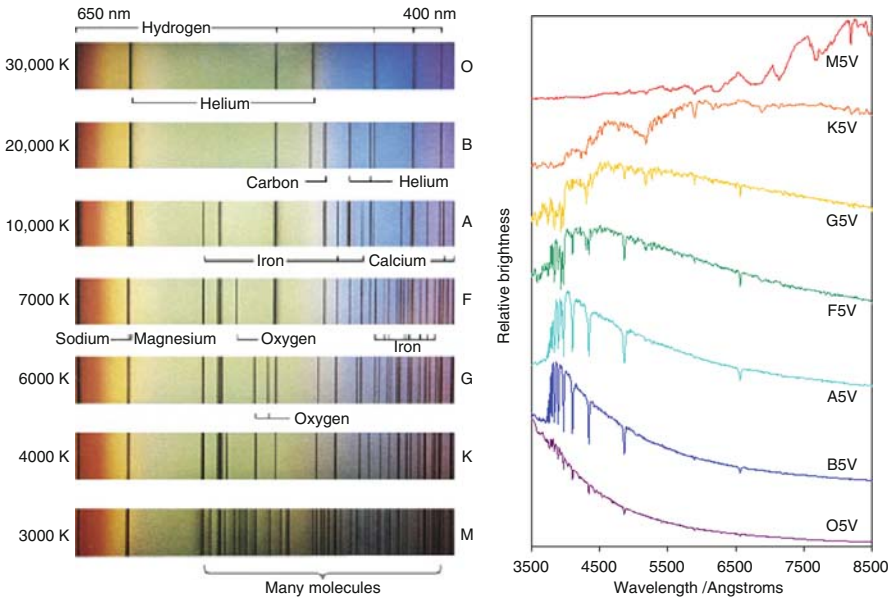 650 nm 400 nm
Hydrogen
30,000 K O
Helium
20,000 K B
Carbon Helium
10,000 K A
Iron Calcium
7000 K F
Sodium Magnesium Oxygen Iron
6000 K G
Oxygen
4000 K K
3000 K M
Many molecules
Relative brightness
M5V
K5V
G5V
F5V
A5V
B5V
O5V
3500 4500 5500 6500 7500 8500
Wavelength /Angstroms